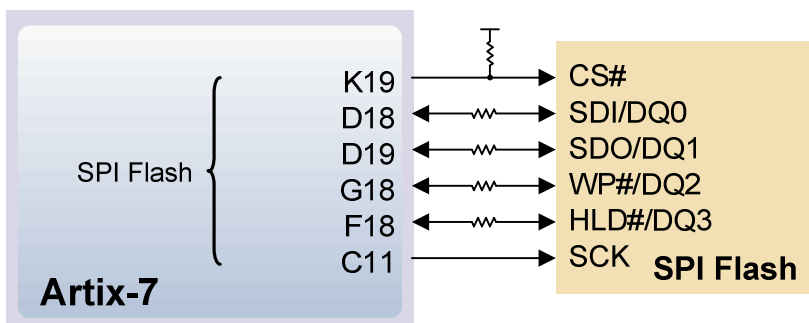 K19 CS#
D18 SDI/DQ0
D19 SDO/DQ1
SPI Flash
G18 WP#/DQ2
F18 HLD#/DQ3
C11 SCK
Artix-7
SPI Flash